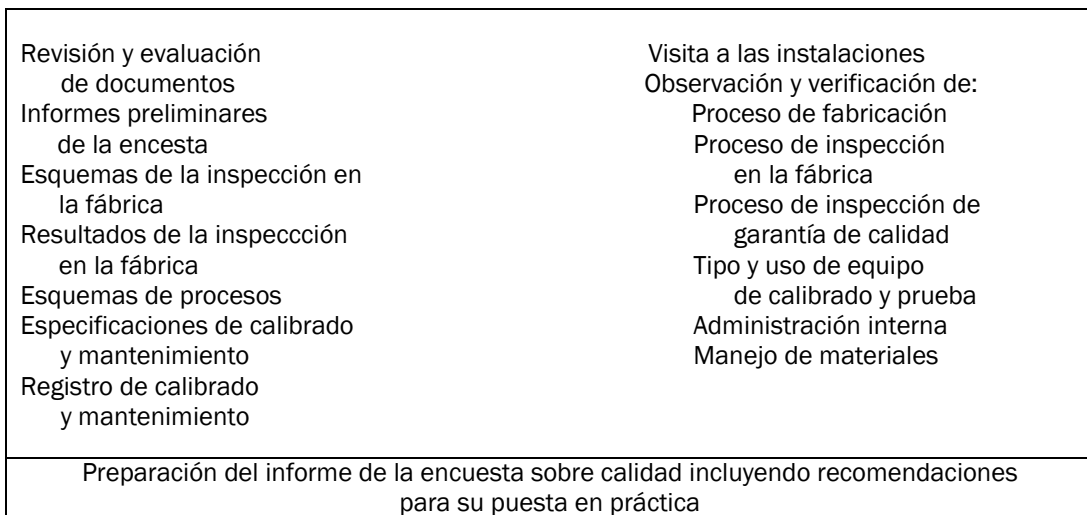 Revisión y evaluación
de documentos
Informes preliminares
de la encesta
Esquemas de la inspección en
la fábrica
Resultados de la inspeccción
en la fábrica
Esquemas de procesos
Especificaciones de calibrado
y mantenimiento
Registro de calibrado
y mantenimiento
Visita a las instalaciones
Observación y verificación de:
Proceso de fabricación
Proceso de inspección
en la fábrica
Proceso de inspección de
garantía de calidad
Tipo y uso de equipo
de calibrado y prueba
Administración interna
Manejo de materiales
Preparación del informe de la encuesta sobre calidad incluyendo recomendaciones
para su puesta en práctica